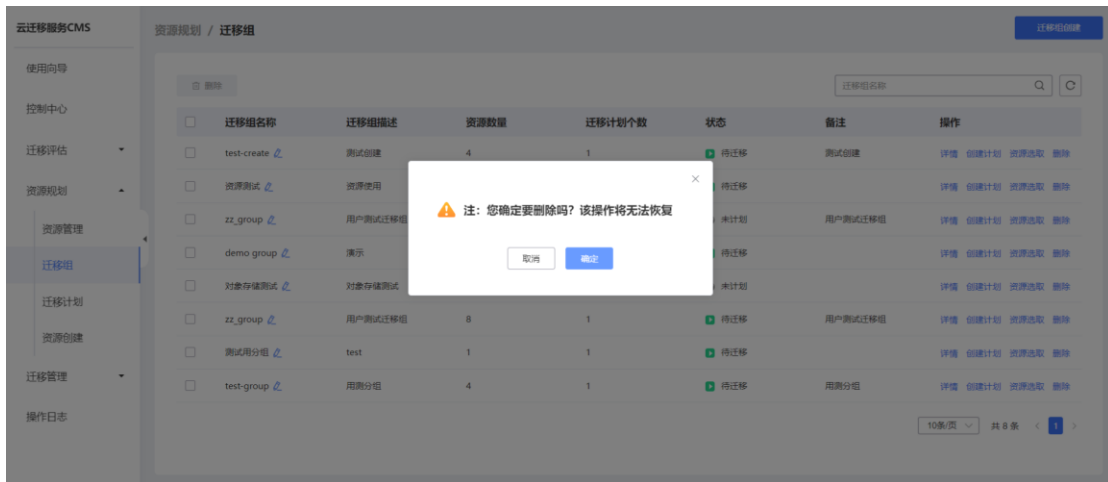 云迁移服务CMS
资源规划 / 迁移组
迁移组创建
使用向导
控制中心
迁移评估
资源规划
资源管理
迁移组
迁移计划
资源创建
迁移管理
操作日志
删除
迁移组名称
迁移组名称 迁移组描述 资源数量 迁移计划个数 状态 备注 操作
test-create 测试创建 4 1 待迁移 测试创建 详情 创建计划 资源选取 删除
资源测试 资源使用 待迁移 详情 创建计划 资源选取 删除
zz_group 用户测试迁移组 未计划 用户测试迁移组 详情 创建计划 资源选取 删除
demo group 演示 待迁移 详情 创建计划 资源选取 删除
对象存储测试 对象存储测试 未计划 详情 创建计划 资源选取 删除
zz_group 用户测试迁移组 8 1 待迁移 用户测试迁移组 详情 创建计划 资源选取 删除
测试用分组 test 1 1 待迁移 详情 创建计划 资源选取 删除
test-group 用测分组 4 1 待迁移 用测分组 详情 创建计划 资源选取 删除
注：您确定要删除吗？该操作将无法恢复
取消 确定
10条/页 共 8 条 1